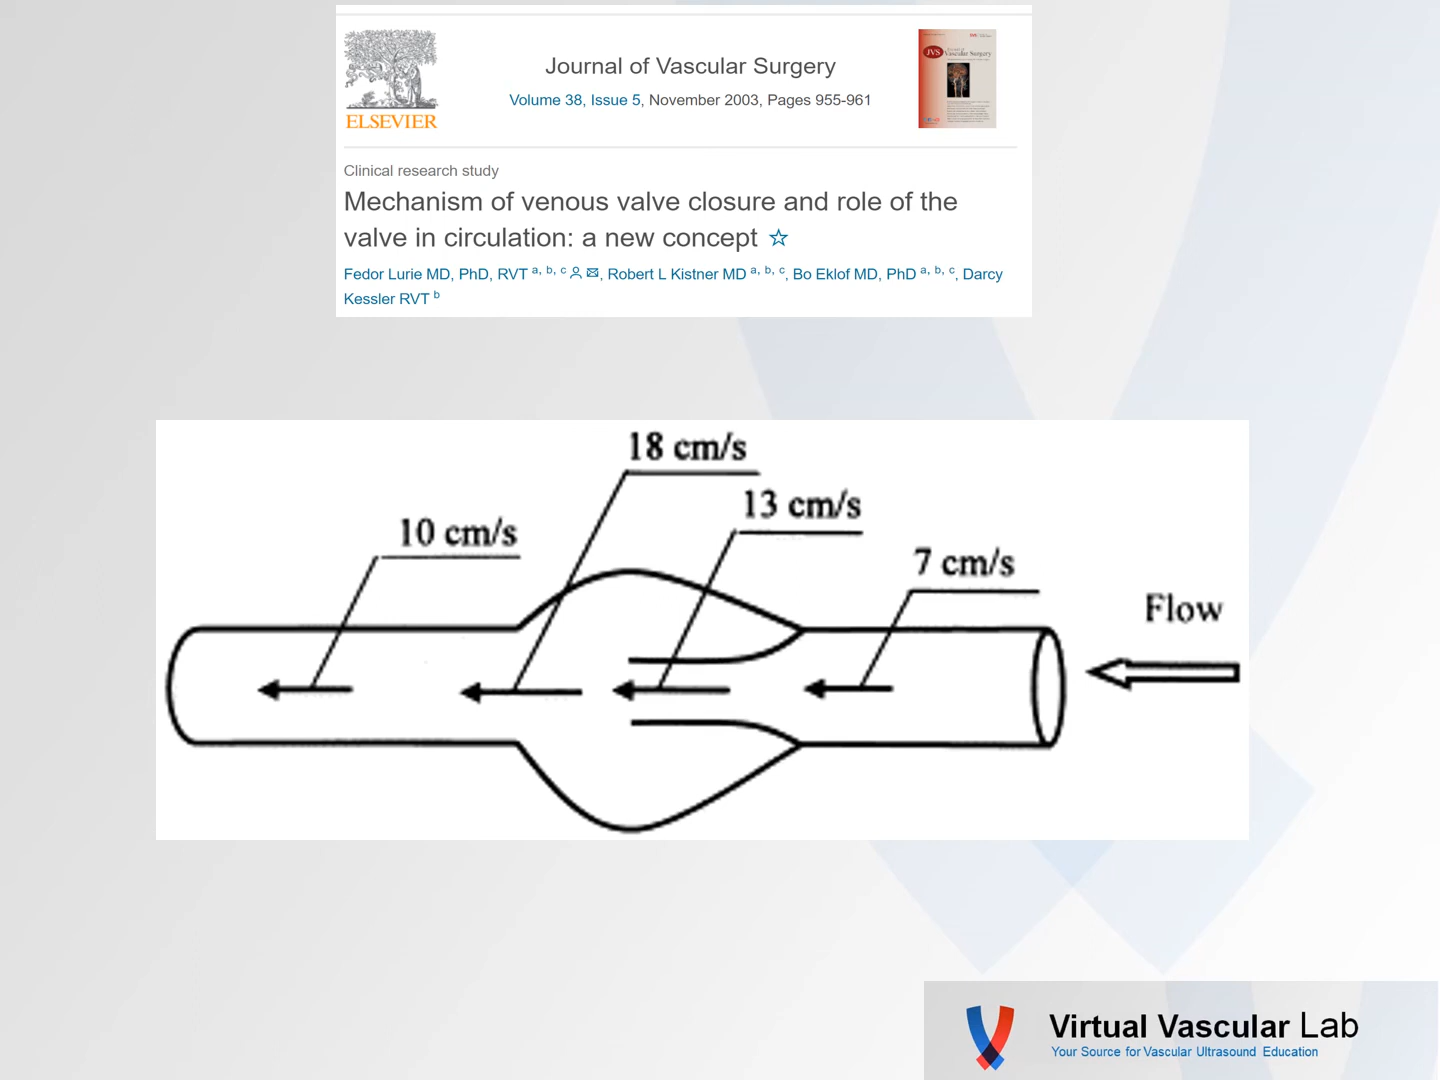 ELSEVIER
Journal of Vascular Surgery
Volume 38, Issue 5, November 2003, Pages 955-961
JVS
Vascular Surgery
Clinical research study
Mechanism of venous valve closure and role of the
valve in circulation: a new concept ☆
Fedor Lurie MD, PhD, RVT a, b, c, Robert L Kistner MD a, b, c, Bo Eklof MD, PhD a, b, c, Darcy
Kessler RVT b
18 cm/s
13 cm/s
10 cm/s
7 cm/s
Flow
Virtual Vascular Lab
Your Source for Vascular Ultrasound Education